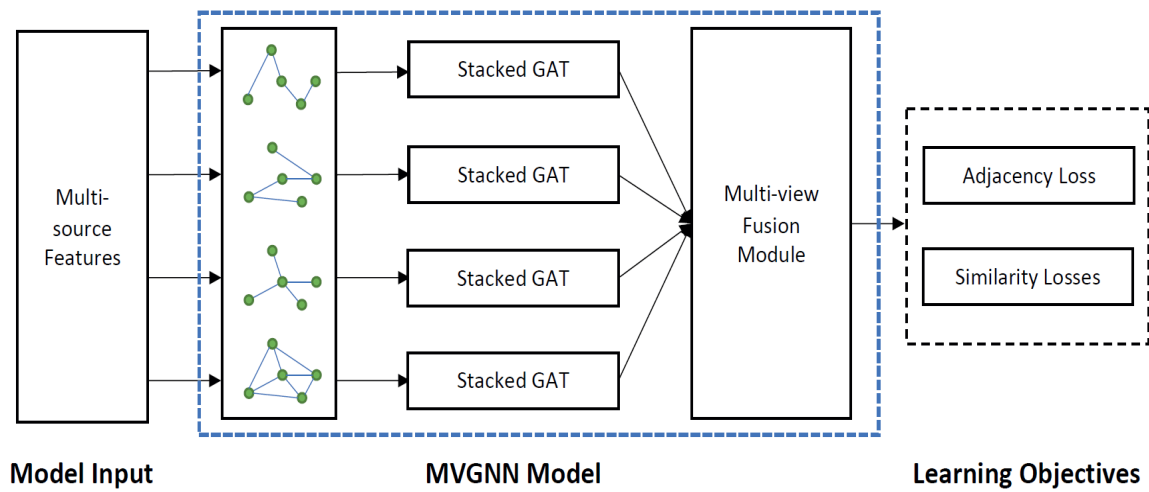 Multi-
source
Features
Stacked GAT
Stacked GAT
Stacked GAT
Stacked GAT
Multi-view
Fusion
Module
Adjacency Loss
Similarity Losses
Model Input
MVGNN Model
Learning Objectives